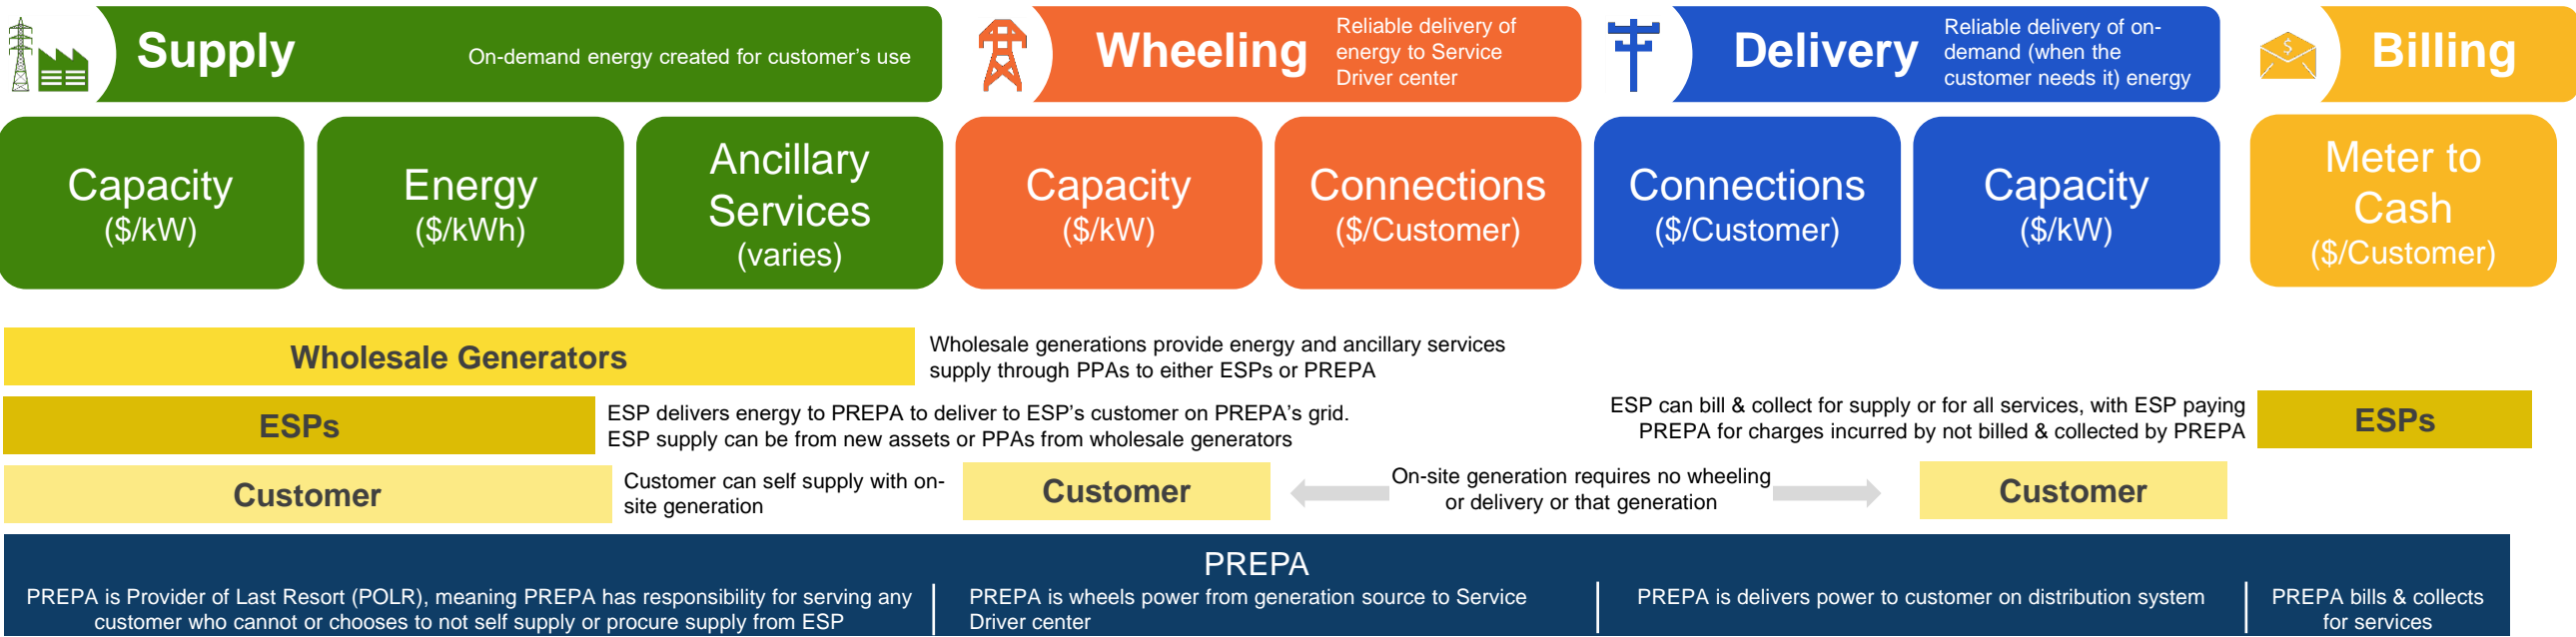 Supply
On-demand energy created for customer's use
Wheeling
Reliable delivery of
energy to Service
Driver center
Delivery
Reliable delivery of on-
demand (when the
customer needs it) energy
$
Billing
Capacity
($/kW)
Energy
($/kWh)
Ancillary
Services
(varies)
Capacity
($/kW)
Connections
($/Customer)
Connections
($/Customer)
Capacity
($/kW)
Meter to
Cash
($/Customer)
Wholesale Generators
Wholesale generations provide energy and ancillary services
supply through PPAs to either ESPs or PREPA
ESPs
ESP delivers energy to PREPA to deliver to ESP's customer on PREPA's grid.
ESP supply can be from new assets or PPAs from wholesale generators
ESP can bill & collect for supply or for all services, with ESP paying
PREPA for charges incurred by not billed & collected by PREPA
ESPs
Customer
Customer can self supply with on-
site generation
Customer
On-site generation requires no wheeling
or delivery or that generation
Customer
PREPA
PREPA is Provider of Last Resort (POLR), meaning PREPA has responsibility for serving any
customer who cannot or chooses to not self supply or procure supply from ESP
PREPA is wheels power from generation source to Service
Driver center
PREPA is delivers power to customer on distribution system
PREPA bills & collects
for services